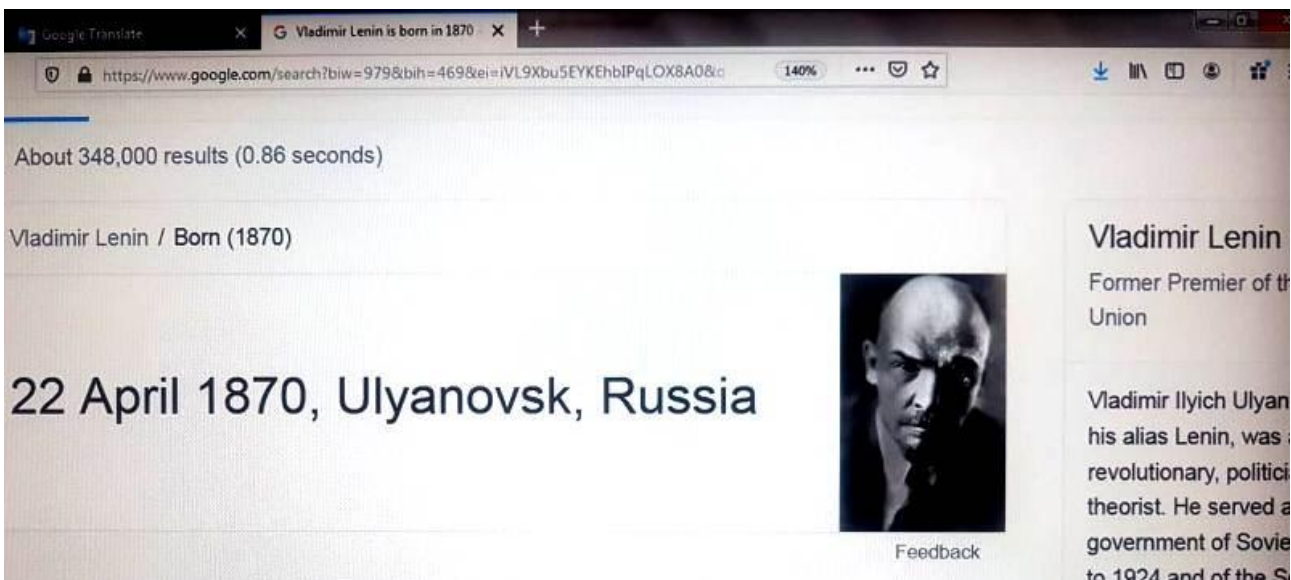 Google Translate
G Vladimir Lenin is born in 1870 -
https://www.google.com/search?biw=979&bih=469&ei=iVL9Xbu5EYKEhbIPqLOX8A0&
140%
About 348,000 results (0.86 seconds)
Vladimir Lenin / Born (1870)
22 April 1870, Ulyanovsk, Russia
Feedback
Vladimir Lenin
Former Premier of th
Union
Vladimir Ilyich Ulyan
his alias Lenin, was a
revolutionary, politicia
theorist. He served a
government of Sovie
to 1924 and of the So